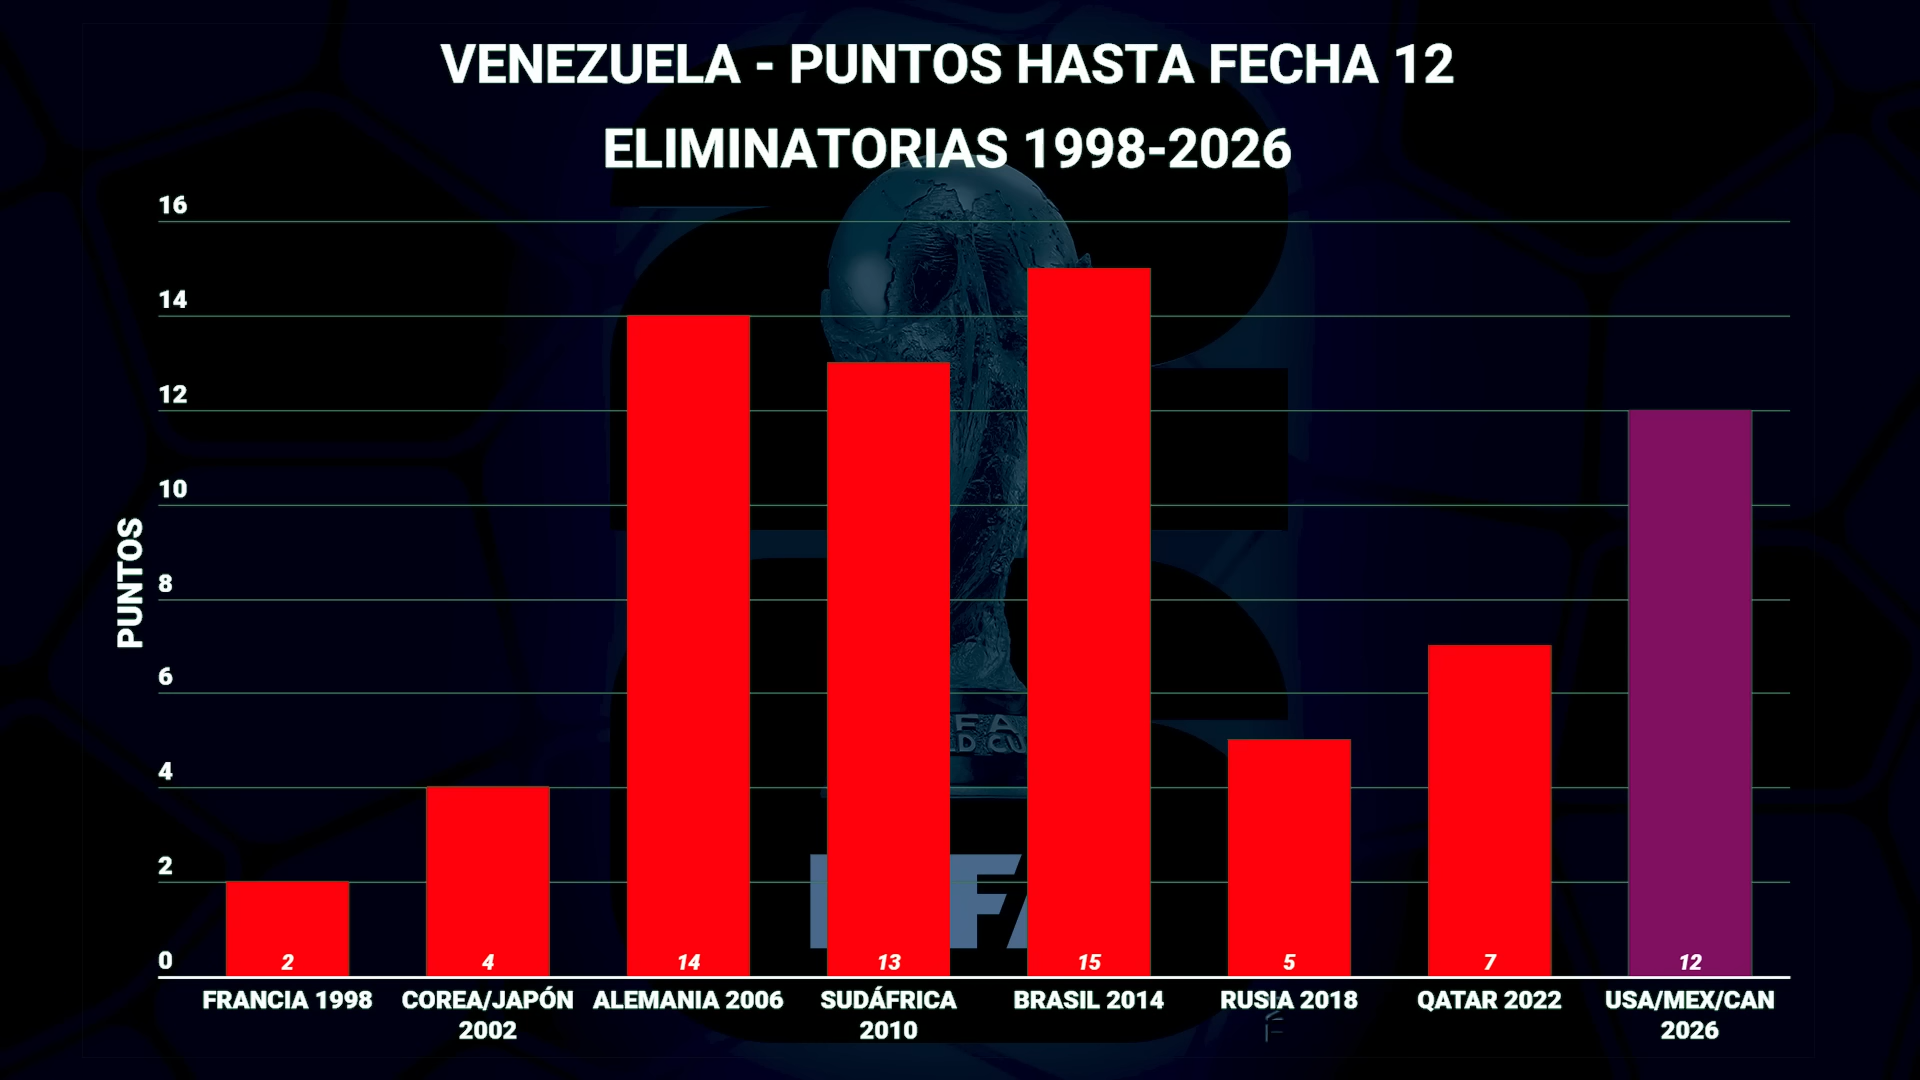 VENEZUELA - PUNTOS HASTA FECHA 12
ELIMINATORIAS 1998-2026
16
14
12
10
8
6
4
2
0
PUNTOS
2
4
14
13
15
5
7
12
FRANCIA 1998
COREA/JAPÓN
2002
ALEMANIA 2006
SUDÁFRICA
2010
BRASIL 2014
RUSIA 2018
QATAR 2022
USA/MEX/CAN
2026